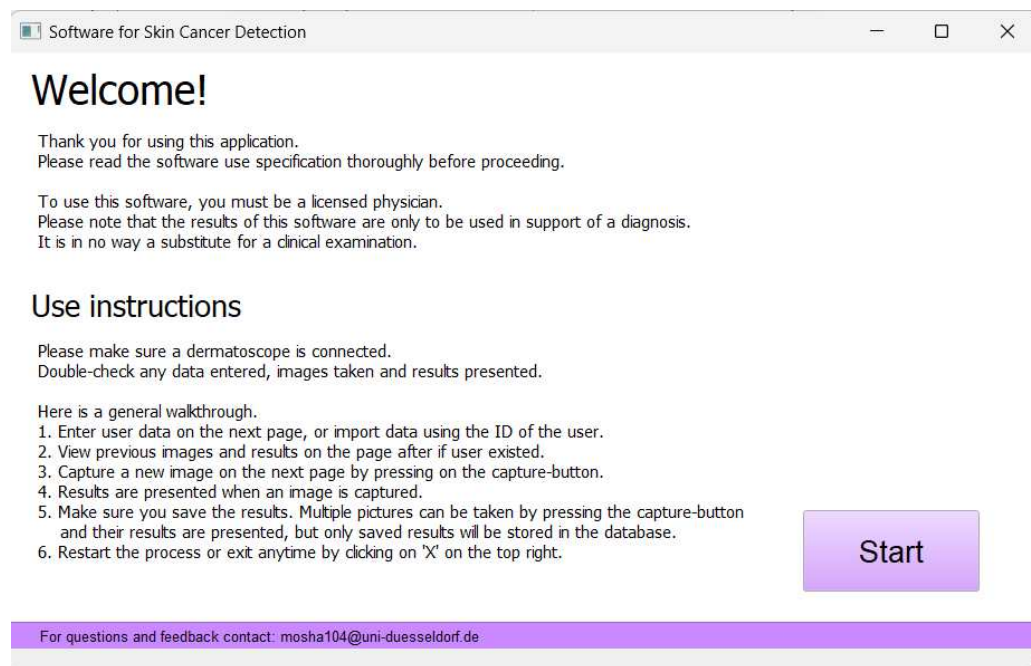 Software for Skin Cancer Detection
Welcome!
Thank you for using this application.
Please read the software use specification thoroughly before proceeding.
To use this software, you must be a licensed physician.
Please note that the results of this software are only to be used in support of a diagnosis.
It is in no way a substitute for a clinical examination.
Use instructions
Please make sure a dermatoscope is connected.
Double-check any data entered, images taken and results presented.
Here is a general walkthrough.
1. Enter user data on the next page, or import data using the ID of the user.
2. View previous images and results on the page after if user existed.
3. Capture a new image on the next page by pressing on the capture-button.
4. Results are presented when an image is captured.
5. Make sure you save the results. Multiple pictures can be taken by pressing the capture-button
and their results are presented, but only saved results will be stored in the database.
6. Restart the process or exit anytime by clicking on 'X' on the top right.
Start
For questions and feedback contact: mosha104@uni-duesseldorf.de